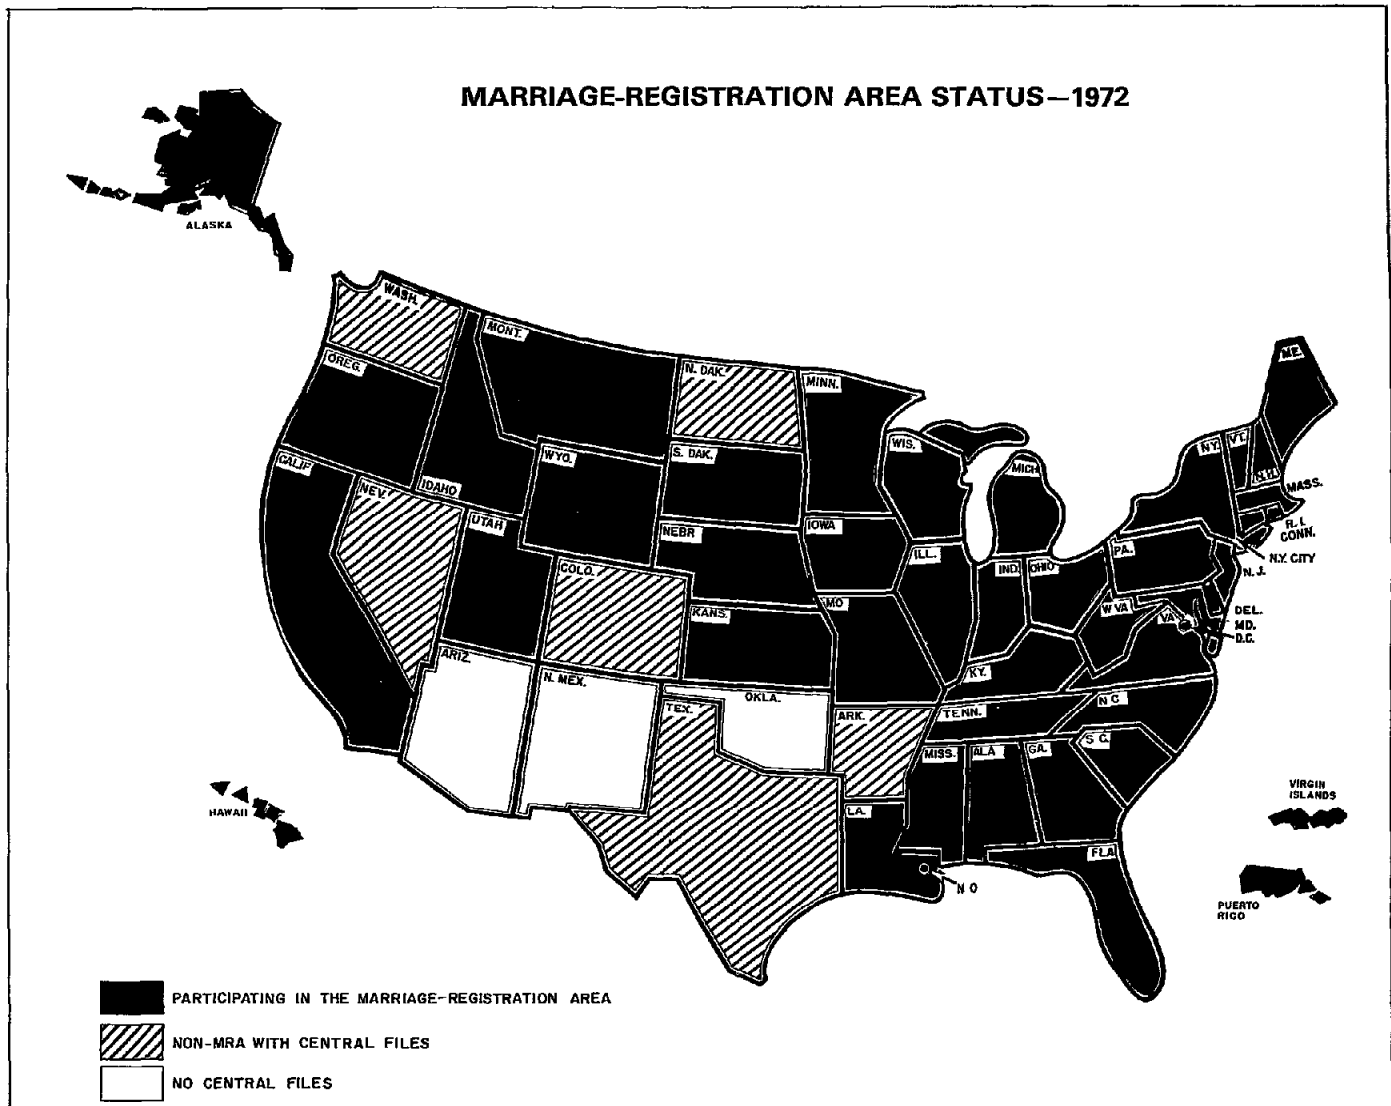 MARRIAGE-REGISTRATION AREA STATUS—1972
ALASKA
WASH.
MONT.
OREG.
N. DAK.
MINN.
ME.
WIS.
N.Y.
VT.
WYO.
S. DAK.
CALIF
MICH
N.H.
MASS.
NEV.
IDAHO
UTAH
NEBR
IOWA
R.I.
CONN.
ILL.
PA.
N.Y. CITY
COLO.
IND.
OHIO
N.J.
KANS.
MO
W VA
VA
DEL.
MD.
D.C.
ARIZ.
N. MEX.
KY.
OKLA.
N C
TEX.
ARK.
TENN.
S C.
MISS.
ALA
GA.
HAWAII
VIRGIN
ISLANDS
LA.
FLA
N O
PUERTO
RICO
PARTICIPATING IN THE MARRIAGE-REGISTRATION AREA
NON-MRA WITH CENTRAL FILES
NO CENTRAL FILES